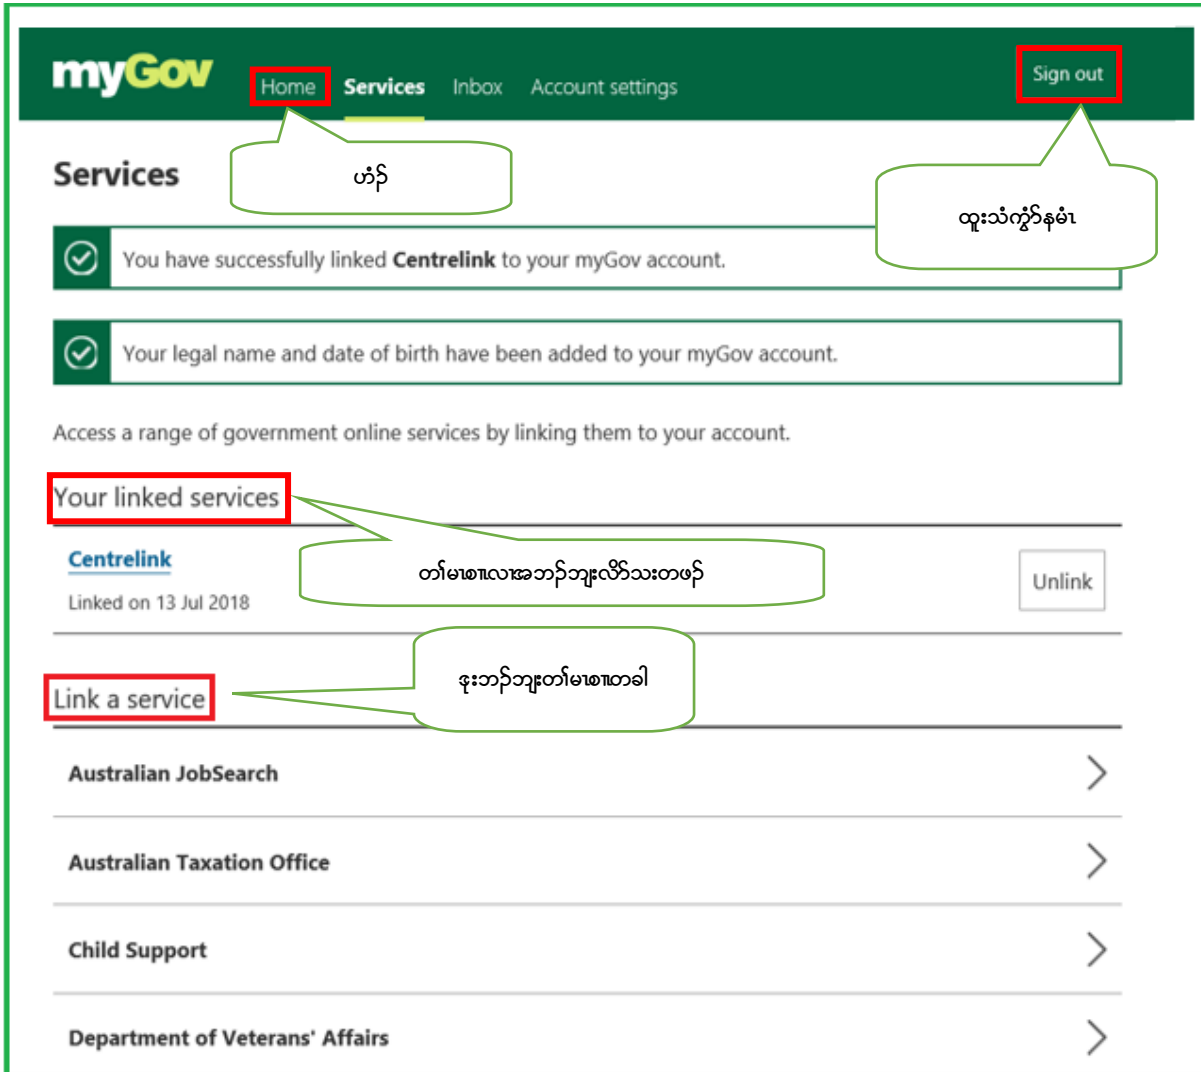 myGov
Home Services Inbox Account settings
Sign out
Services
ဟံၣ်
ထူးသံကွံာ်နမံၤ
You have successfully linked Centrelink to your myGov account.
Your legal name and date of birth have been added to your myGov account.
Access a range of government online services by linking them to your account.
Your linked services
Centrelink
Linked on 13 Jul 2018
တၢ်မၤစၢၤလၢအဘၣ်ဘျးလိာ်သးတဖၣ်
Unlink
Link a service
ဒုးဘၣ်ဘျးတၢ်မၤစၢၤတခါ
Australian JobSearch
Australian Taxation Office
Child Support
Department of Veterans' Affairs